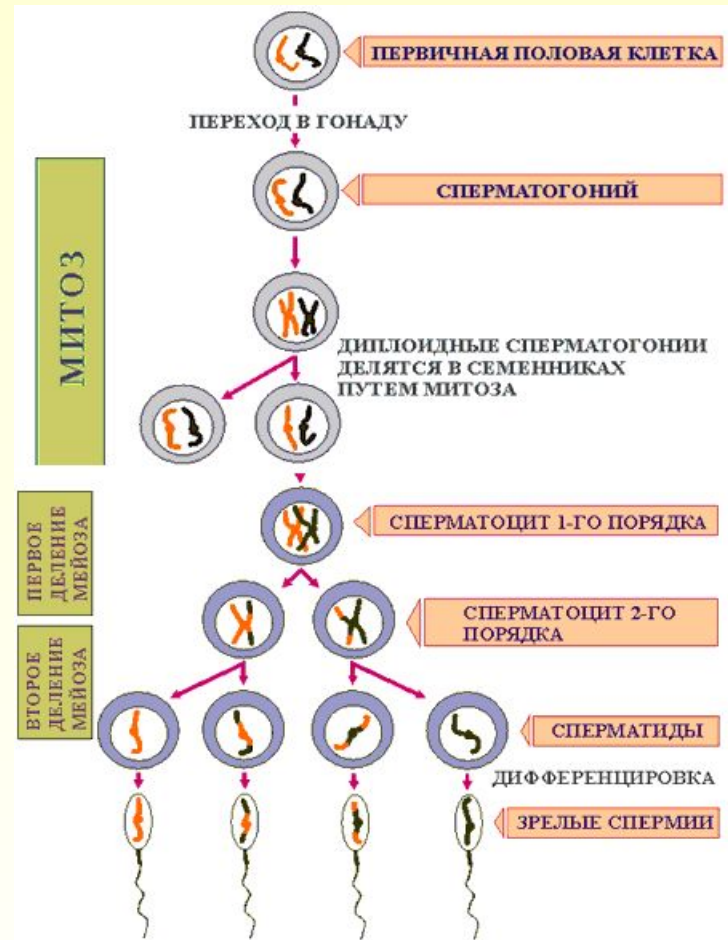 ПЕРВИЧНАЯ ПОЛОВАЯ КЛЕТКА
ПЕРЕХОД В ГОНАДУ
СПЕРМАТОГОНИЙ
МИТОЗ
ДИПЛОИДНЫЕ СПЕРМАТОГОНИИ
ДЕЛЯТСЯ В СЕМЕННИКАХ
ПУТЕМ МИТОЗА
ПЕРВОЕ
ДЕЛЕНИЕ
МЕЙОЗА
СПЕРМАТОЦИТ 1-ГО ПОРЯДКА
СПЕРМАТОЦИТ 2-ГО
ПОРЯДКА
ВТОРОЕ
ДЕЛЕНИЕ
МЕЙОЗА
СПЕРМАТИДЫ
ДИФФЕРЕНЦИРОВКА
ЗРЕЛЫЕ СПЕРМИИ